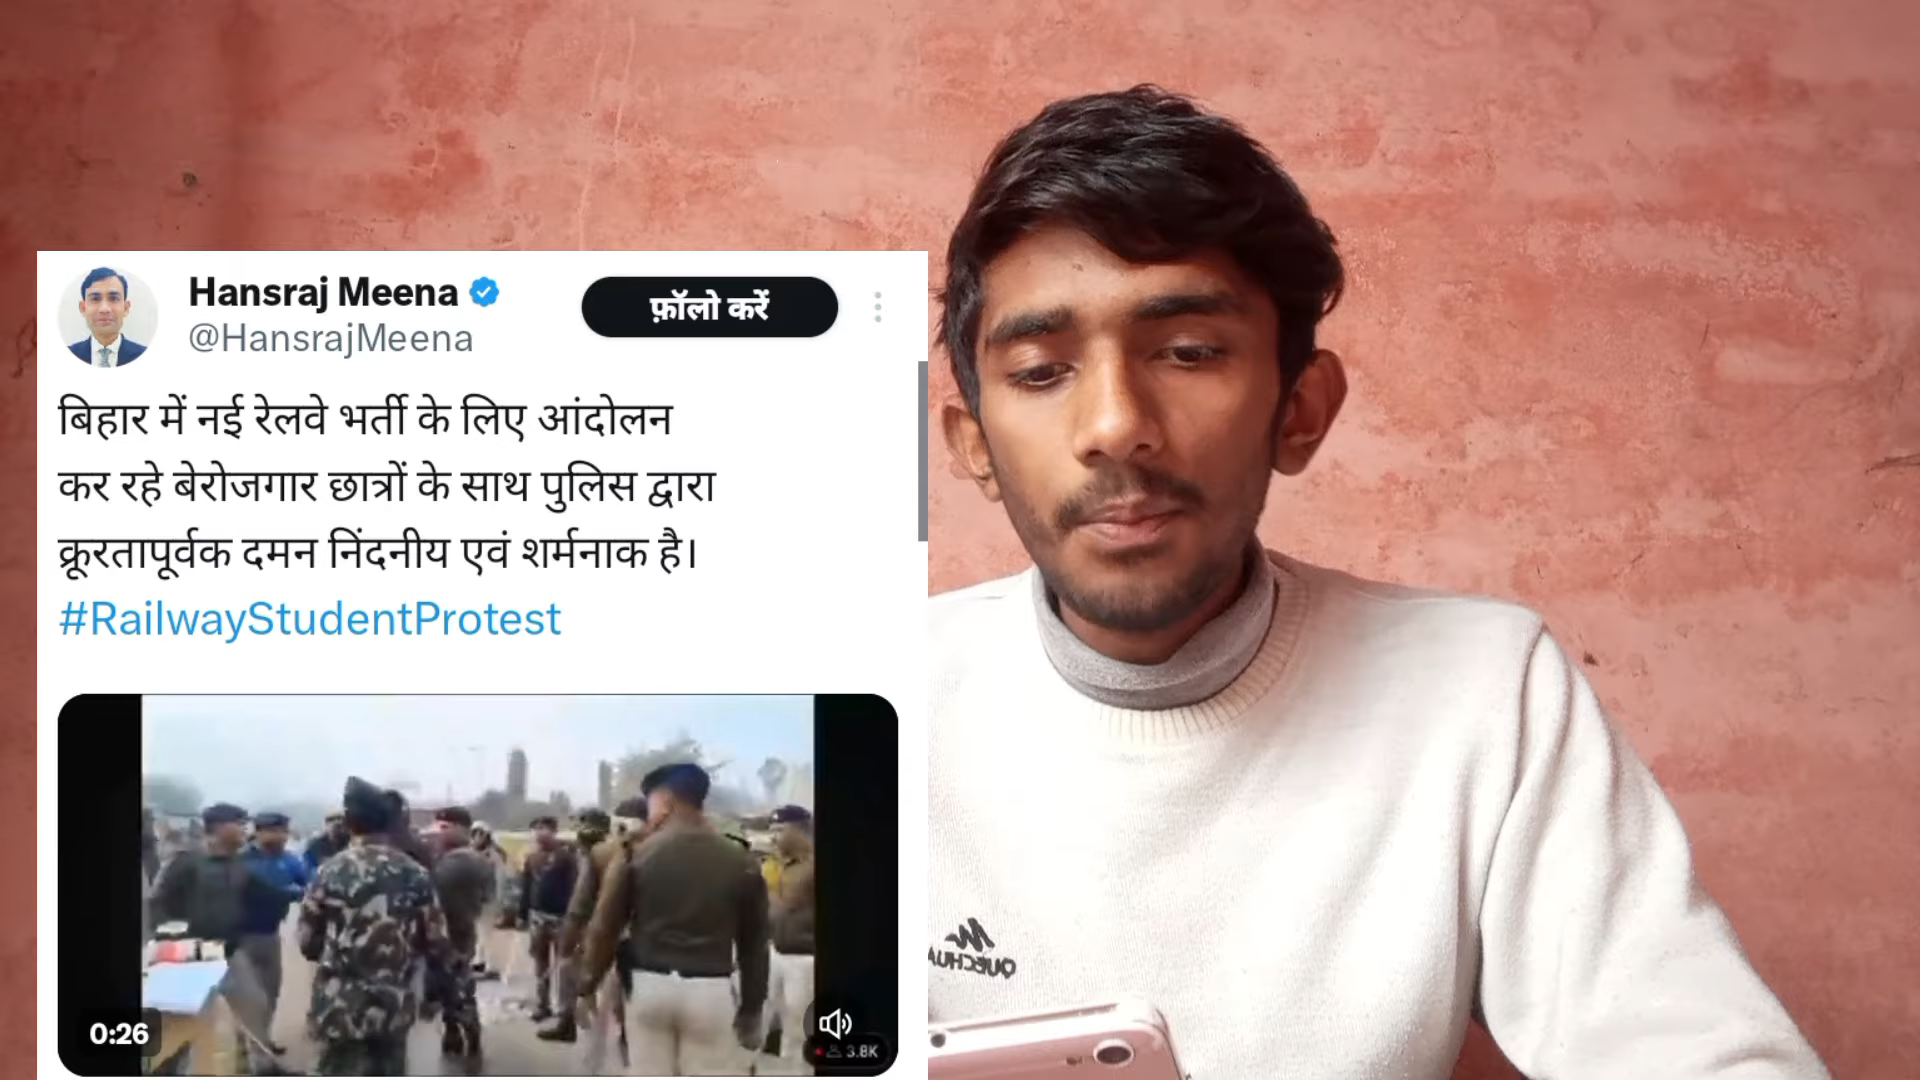 Hansraj Meena
फ़ॉलो करें
@HansrajMeena
बिहार में नई रेलवे भर्ती के लिए आंदोलन
कर रहे बेरोजगार छात्रों के साथ पुलिस द्वारा
क्रूरतापूर्वक दमन निंदनीय एवं शर्मनाक है।
#RailwayStudentProtest
0:26
3.8K
QUECHUA